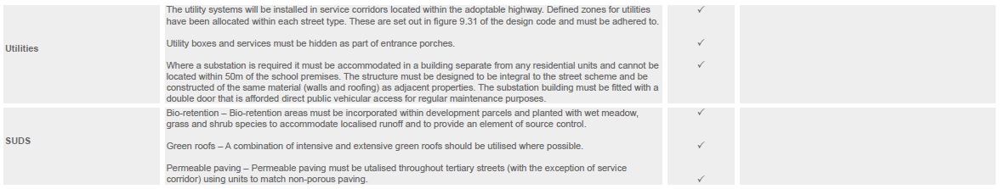 The utility systems will be installed in service corridors located within the adoptable highway. Defined zones for utilities ✓
have been allocated within each street type. These are set out in figure 9.31 of the design code and must be adhered to.
Utility boxes and services must be hidden as part of entrance porches. ✓
Utilities
Where a substation is required it must be accommodated in a building separate from any residential units and cannot be ✓
located within 50m of the school premises. The structure must be designed to be integral to the street scheme and be
constructed of the same material (walls and roofing) as adjacent properties. The substation building must be fitted with a
double door that is afforded direct public vehicular access for regular maintenance purposes.
Bio-retention – Bio-retention areas must be incorporated within development parcels and planted with wet meadow, ✓
grass and shrub species to accommodate localised runoff and to provide an element of source control.
SUDS
Green roofs – A combination of intensive and extensive green roofs should be utilised where possible. ✓
Permeable paving – Permeable paving must be utalised throughout tertiary streets (with the exception of service
corridor) using units to match non-porous paving. ✓